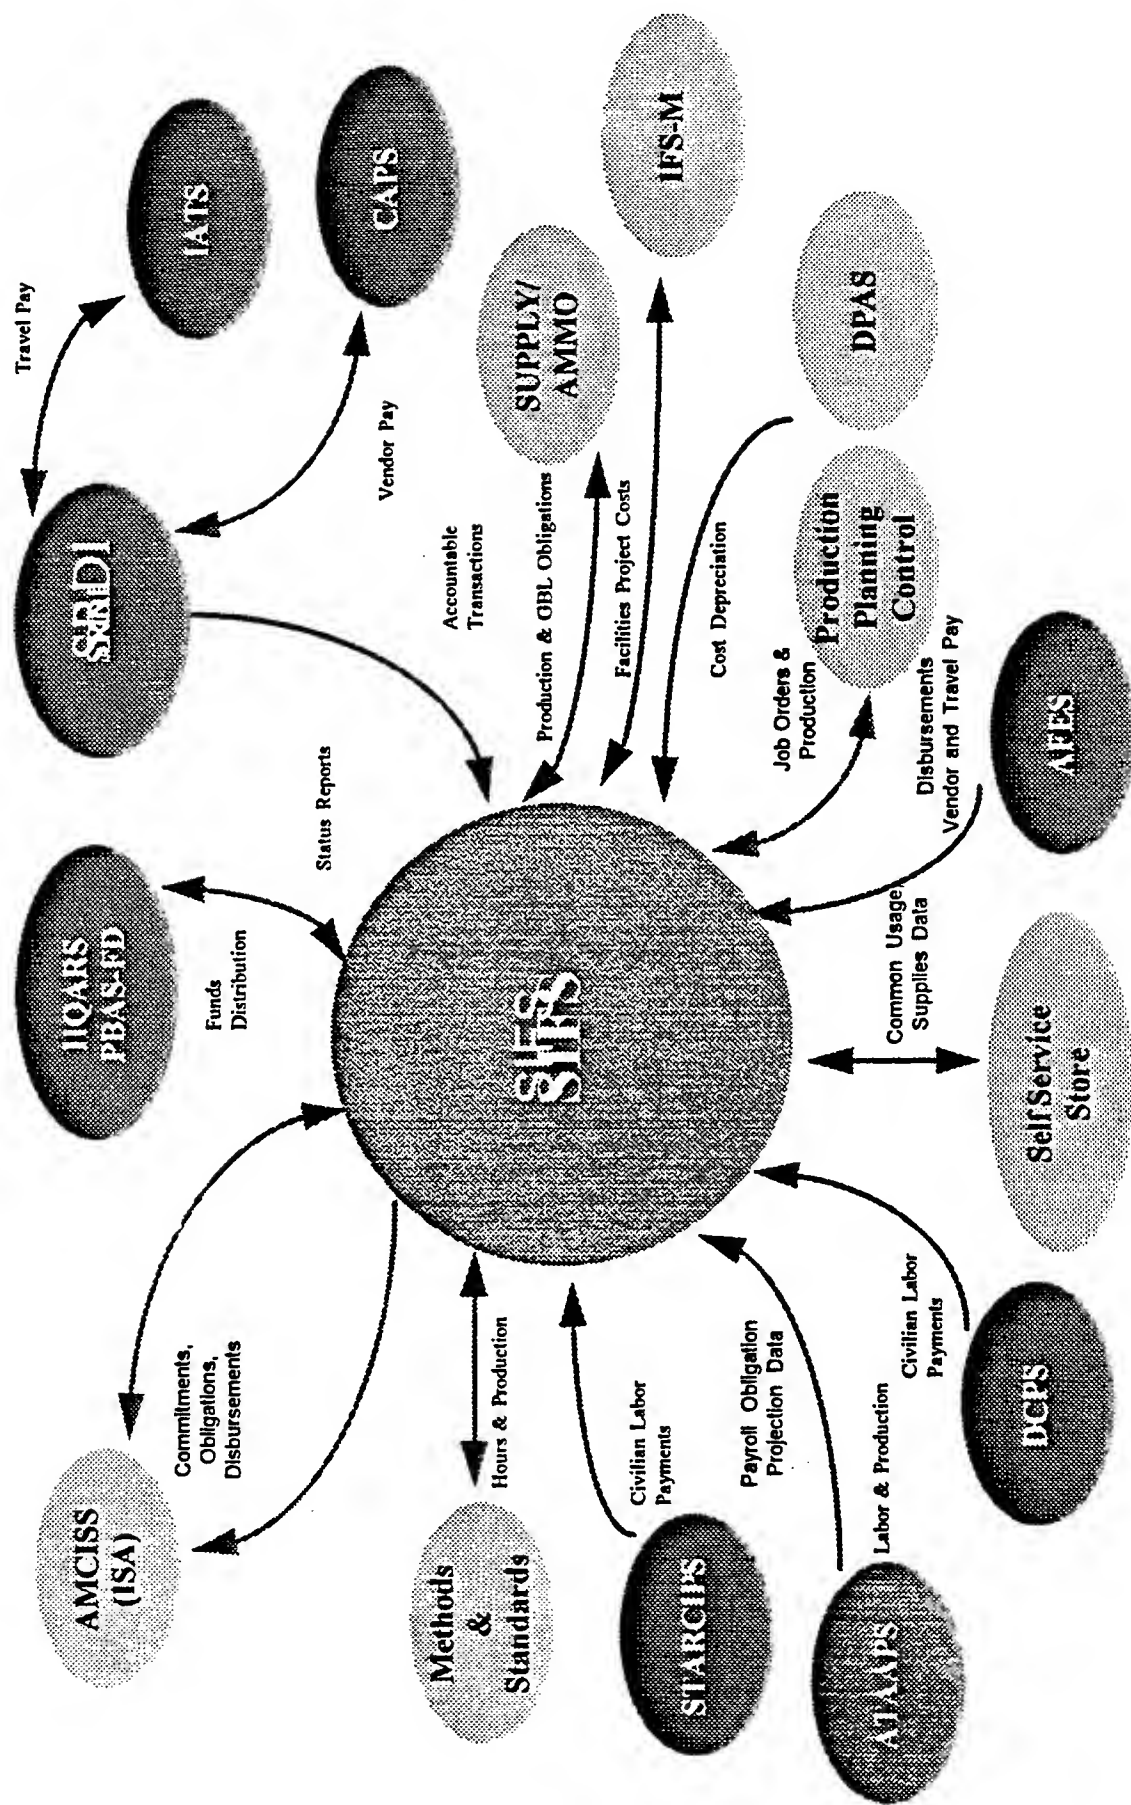 AMCISS
(ISA)
Commitments,
Obligations,
Disbursements
HQARS
PBAS-FD
Funds
Distribution
Status Reports
SRD1
Travel Pay
IATS
Vendor Pay
CAPS
Accountable
Transactions
Methods
&
Standards
Hours & Production
SIFS
Production & GBL Obligations
SUPPLY/
AMMO
Facilities Project Costs
IFS-M
STARCIPS
Civilian Labor
Payments
Cost Depreciation
DPAS
Payroll Obligation
Projection Data
Job Orders &
Production
Production
Planning
Control
ATAAPS
Labor & Production
Civilian Labor
Payments
DCPS
Common Usage
Supplies Data
Self Service
Store
Disbursements
Vendor and Travel Pay